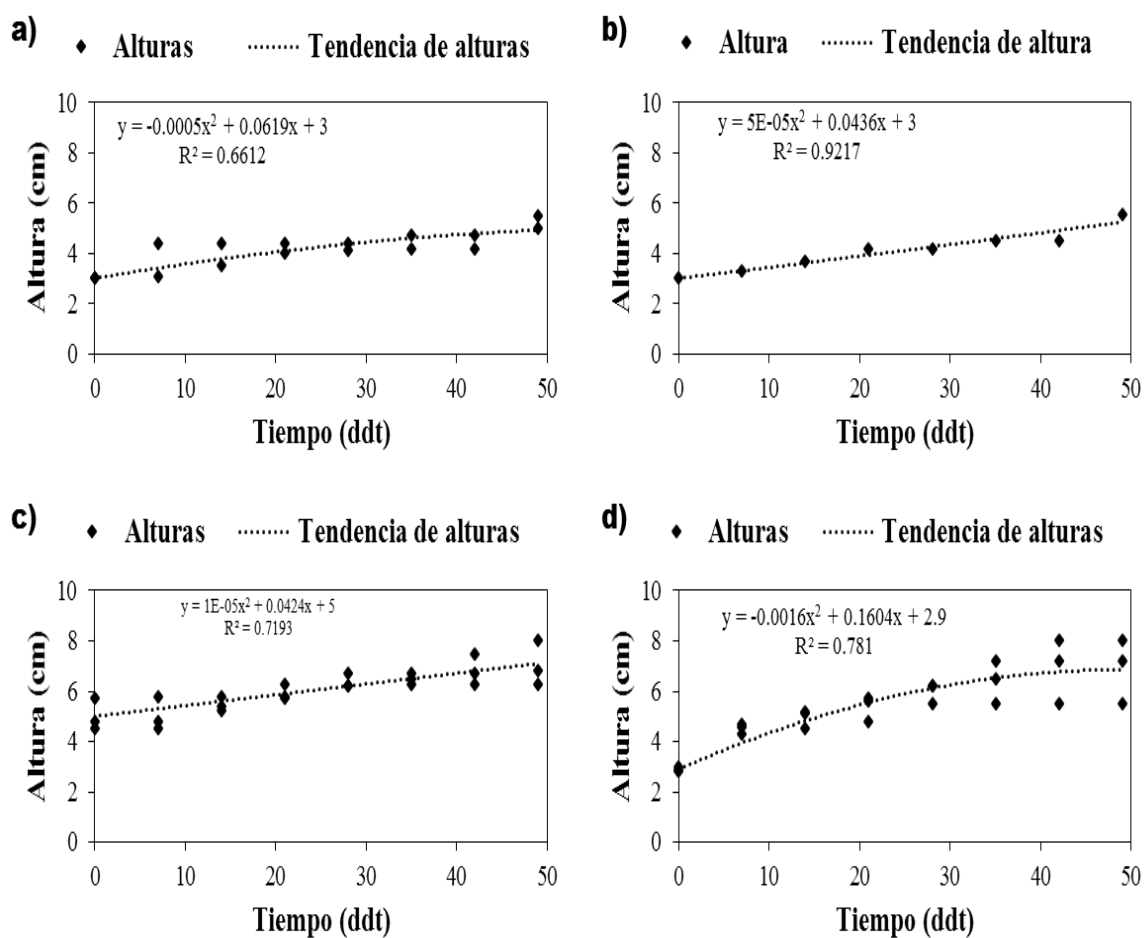 a)
Alturas
Tendencia de alturas
y = -0.0005x² + 0.0619x + 3
R² = 0.6612
10
8
6
4
2
0
Altura (cm)
0 10 20 30 40 50
Tiempo (ddt)
b)
Altura
Tendencia de altura
y = 5E-05x² + 0.0436x + 3
R² = 0.9217
10
8
6
4
2
0
Altura (cm)
0 10 20 30 40 50
Tiempo (ddt)
c)
Alturas
Tendencia de alturas
y = 1E-05x² + 0.0424x + 5
R² = 0.7193
10
8
6
4
2
0
Altura (cm)
0 10 20 30 40 50
Tiempo (ddt)
d)
Alturas
Tendencia de alturas
y = -0.0016x² + 0.1604x + 2.9
R² = 0.781
10
8
6
4
2
0
Altura (cm)
0 10 20 30 40 50
Tiempo (ddt)